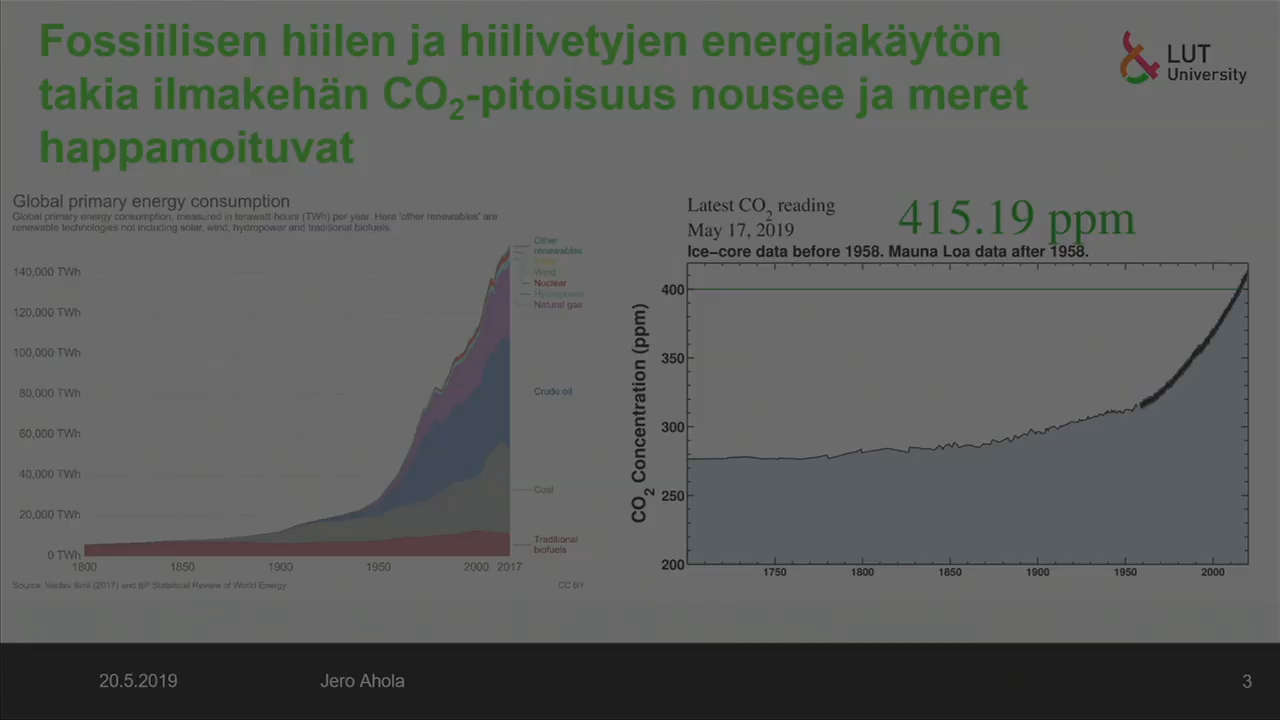 Fossiilisen hiilen ja hiilivetyjen energiakäytön
takia ilmakehän CO2-pitoisuus nousee ja meret
happamoituvat
LUT
University
Global primary energy consumption
Global primary energy consumption, measured in terawatt-hours (TWh) per year. Here 'other renewables' are
renewable technologies not including solar, wind, hydropower and traditional biofuels.
140,000 TWh
120,000 TWh
100,000 TWh
80,000 TWh
60,000 TWh
40,000 TWh
20,000 TWh
0 TWh
1800
1850
1900
1950
2000
2017
Other
renewables
Wind
Nuclear
Hydropower
Natural gas
Crude oil
Coal
Traditional
biofuels
Source: Vaclav Smil (2017) and BP Statistical Review of World Energy
CC BY
Latest CO2 reading
May 17, 2019
415.19 ppm
Ice-core data before 1958. Mauna Loa data after 1958.
CO2 Concentration (ppm)
400
350
300
250
200
1750
1800
1850
1900
1950
2000
20.5.2019
Jero Ahola
3